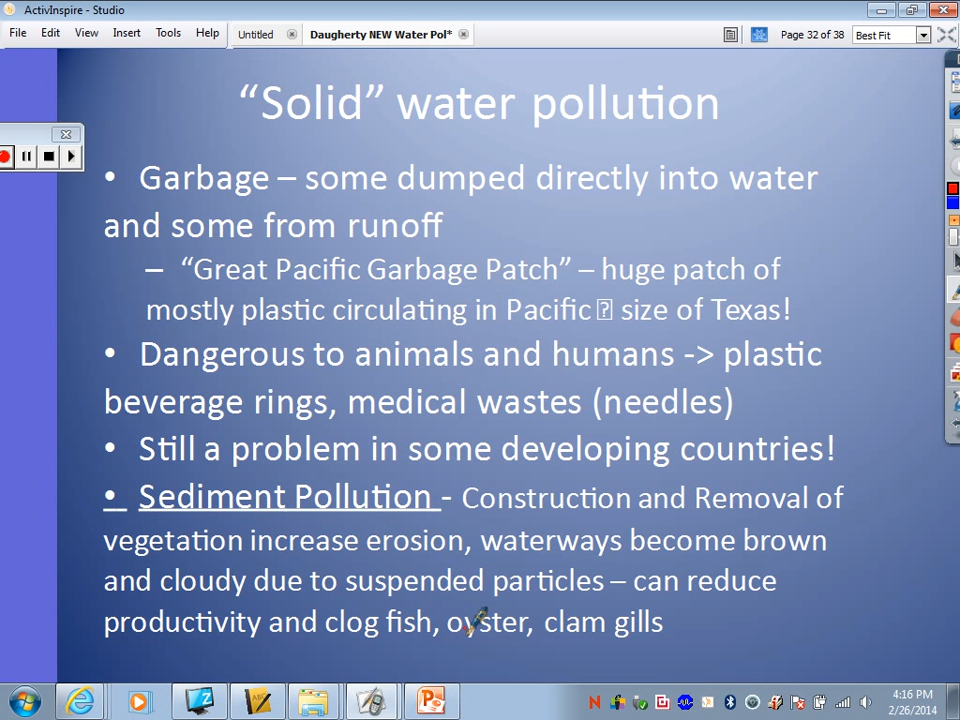 ActivInspire - Studio
File Edit View Insert Tools Help
Untitled
Daugherty NEW Water Pol*
Page 32 of 38
Best Fit
“Solid” water pollution
• Garbage – some dumped directly into water
and some from runoff
– “Great Pacific Garbage Patch” – huge patch of
mostly plastic circulating in Pacific size of Texas!
• Dangerous to animals and humans -> plastic
beverage rings, medical wastes (needles)
• Still a problem in some developing countries!
• Sediment Pollution - Construction and Removal of
vegetation increase erosion, waterways become brown
and cloudy due to suspended particles – can reduce
productivity and clog fish, oyster, clam gills
4:16 PM
2/26/2014